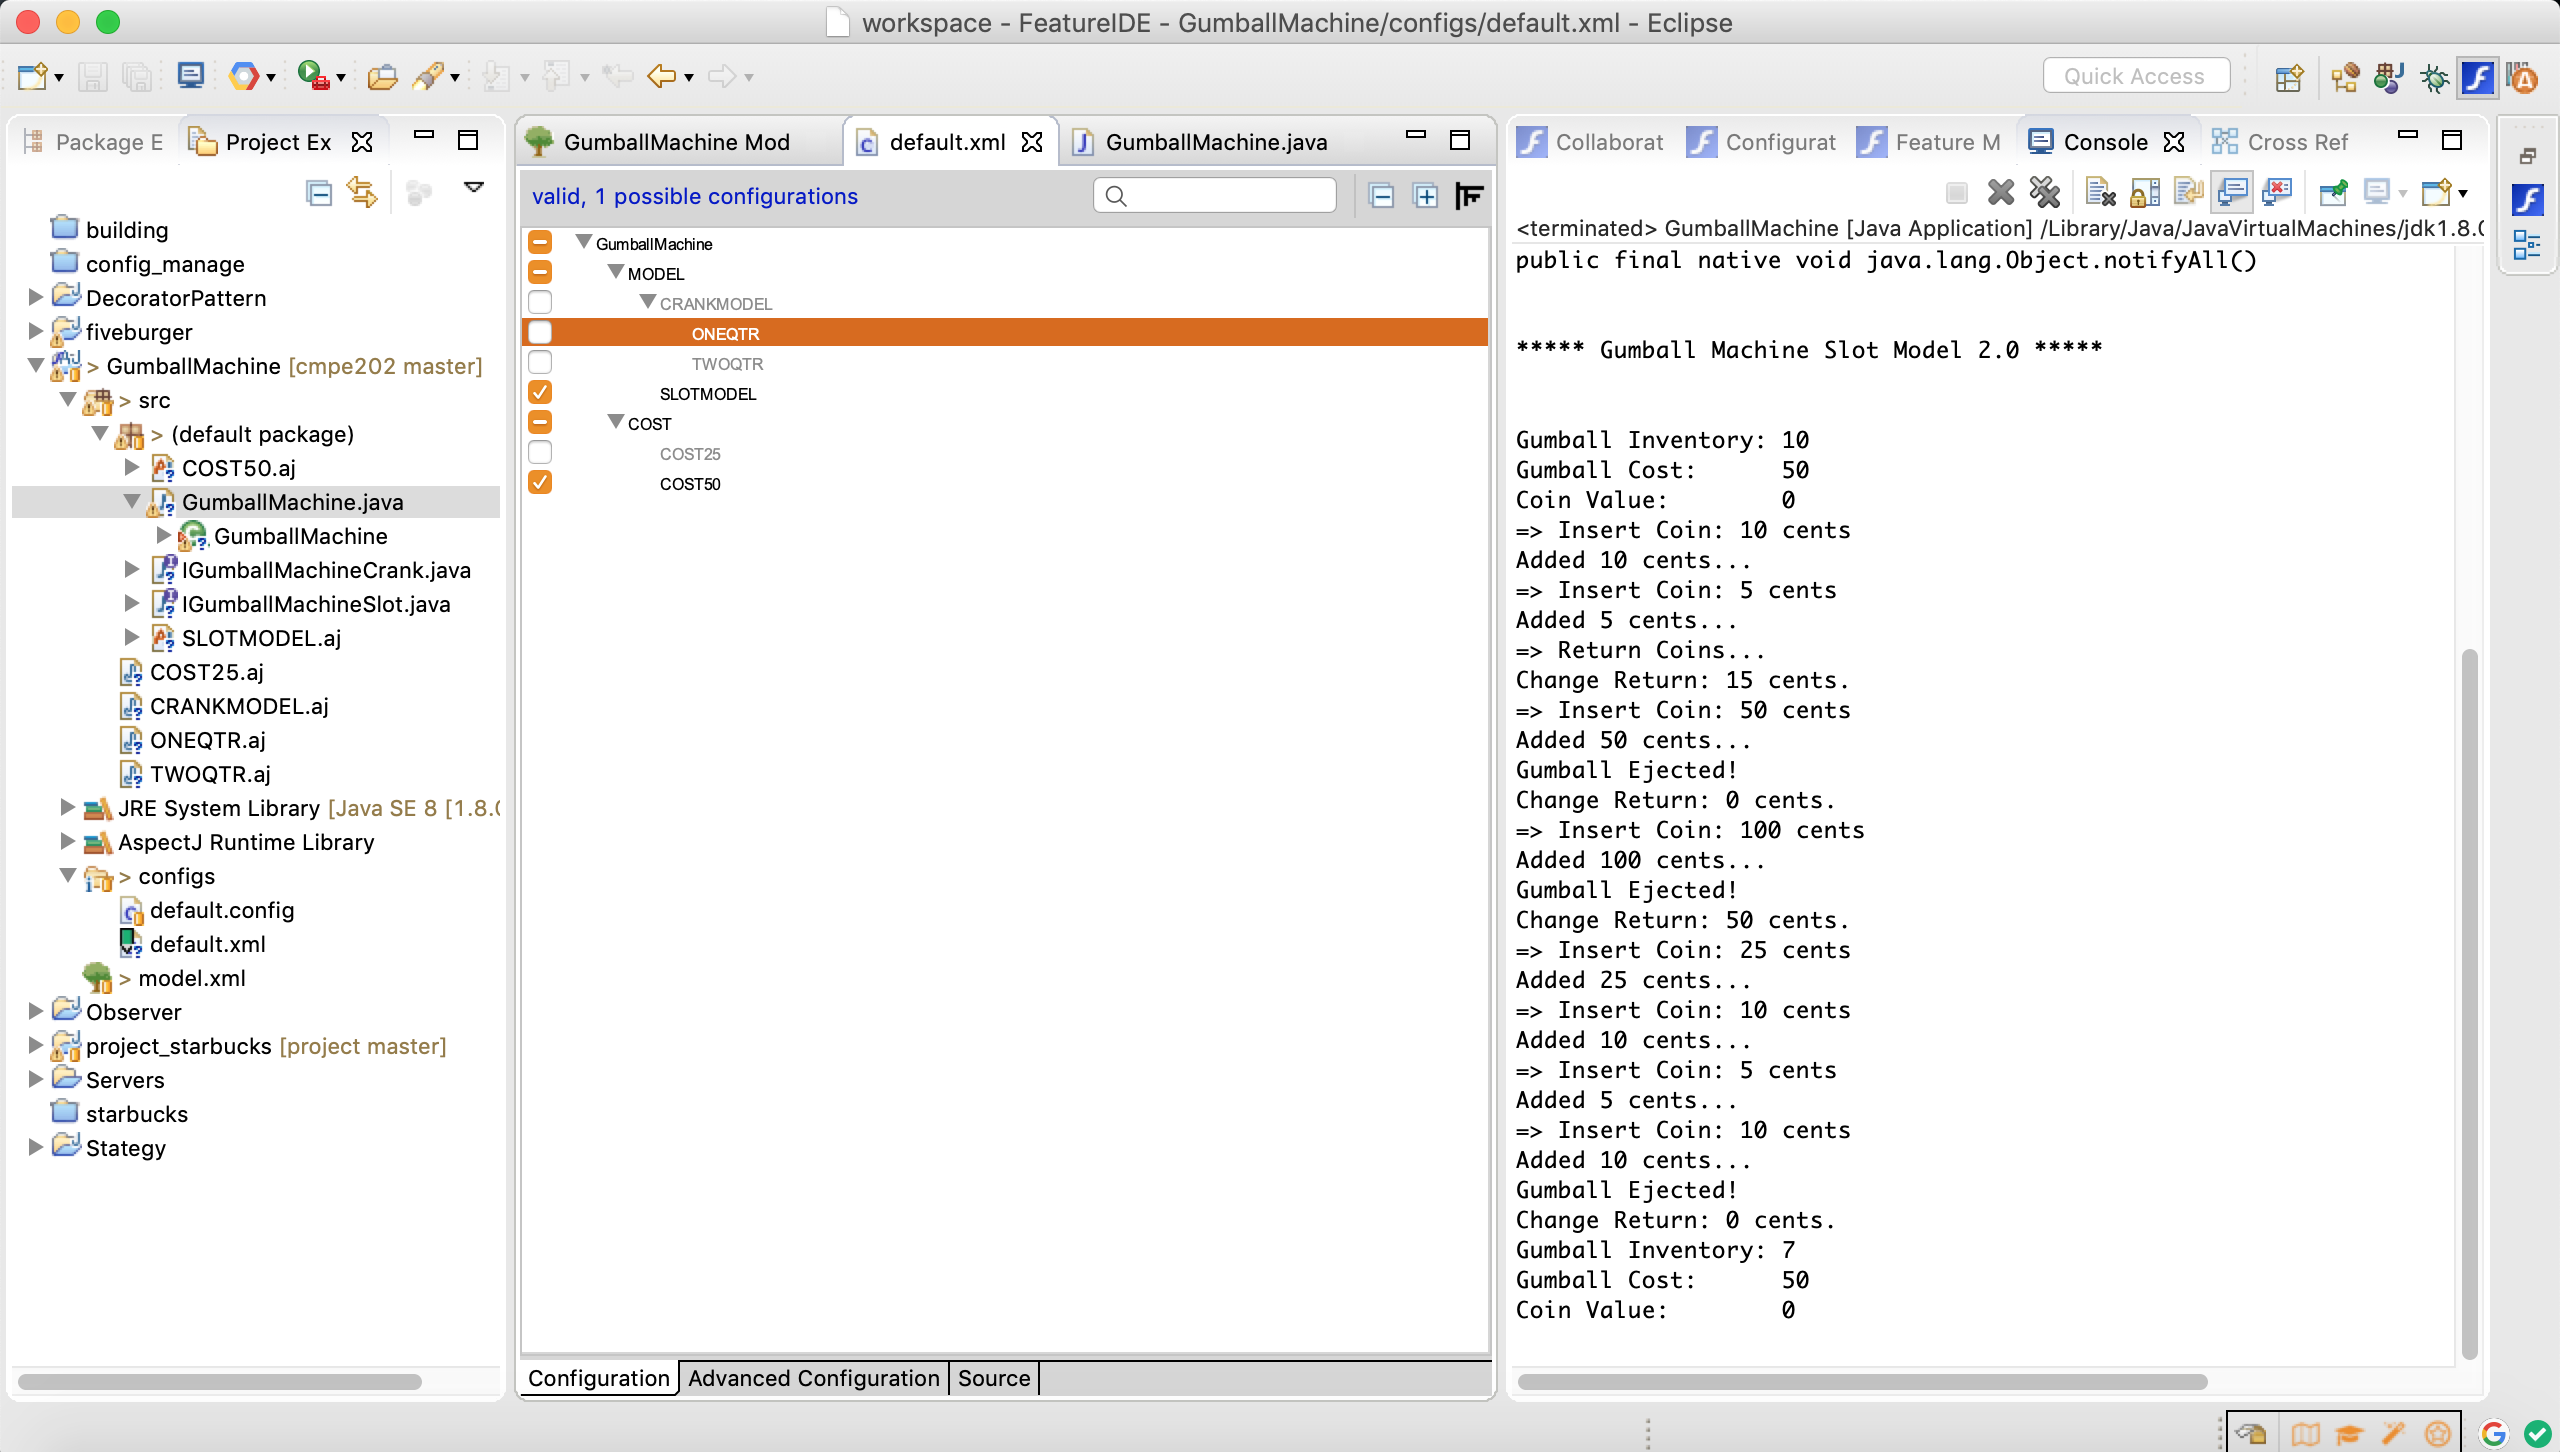 workspace - FeatureIDE - GumballMachine/configs/default.xml - Eclipse
Quick Access
Package E
Project Ex
building
config_manage
DecoratorPattern
fiveburger
> GumballMachine [cmpe202 master]
> src
> (default package)
COST50.aj
GumballMachine.java
GumballMachine
IGumballMachineCrank.java
IGumballMachineSlot.java
SLOTMODEL.aj
COST25.aj
CRANKMODEL.aj
ONEQTR.aj
TWOQTR.aj
JRE System Library [Java SE 8 [1.8.0
AspectJ Runtime Library
> configs
default.config
default.xml
> model.xml
Observer
project_starbucks [project master]
Servers
starbucks
Stategy
GumballMachine Mod
default.xml
GumballMachine.java
valid, 1 possible configurations
GumballMachine
MODEL
CRANKMODEL
ONEQTR
TWOQTR
SLOTMODEL
COST
COST25
COST50
Configuration
Advanced Configuration
Source
Collaborat
Configurat
Feature M
Console
Cross Ref
<terminated> GumballMachine [Java Application] /Library/Java/JavaVirtualMachines/jdk1.8.0
public final native void java.lang.Object.notifyAll()
***** Gumball Machine Slot Model 2.0 *****
Gumball Inventory: 10
Gumball Cost: 50
Coin Value: 0
=> Insert Coin: 10 cents
Added 10 cents...
=> Insert Coin: 5 cents
Added 5 cents...
=> Return Coins...
Change Return: 15 cents.
=> Insert Coin: 50 cents
Added 50 cents...
Gumball Ejected!
Change Return: 0 cents.
=> Insert Coin: 100 cents
Added 100 cents...
Gumball Ejected!
Change Return: 50 cents.
=> Insert Coin: 25 cents
Added 25 cents...
=> Insert Coin: 10 cents
Added 10 cents...
=> Insert Coin: 5 cents
Added 5 cents...
=> Insert Coin: 10 cents
Added 10 cents...
Gumball Ejected!
Change Return: 0 cents.
Gumball Inventory: 7
Gumball Cost: 50
Coin Value: 0